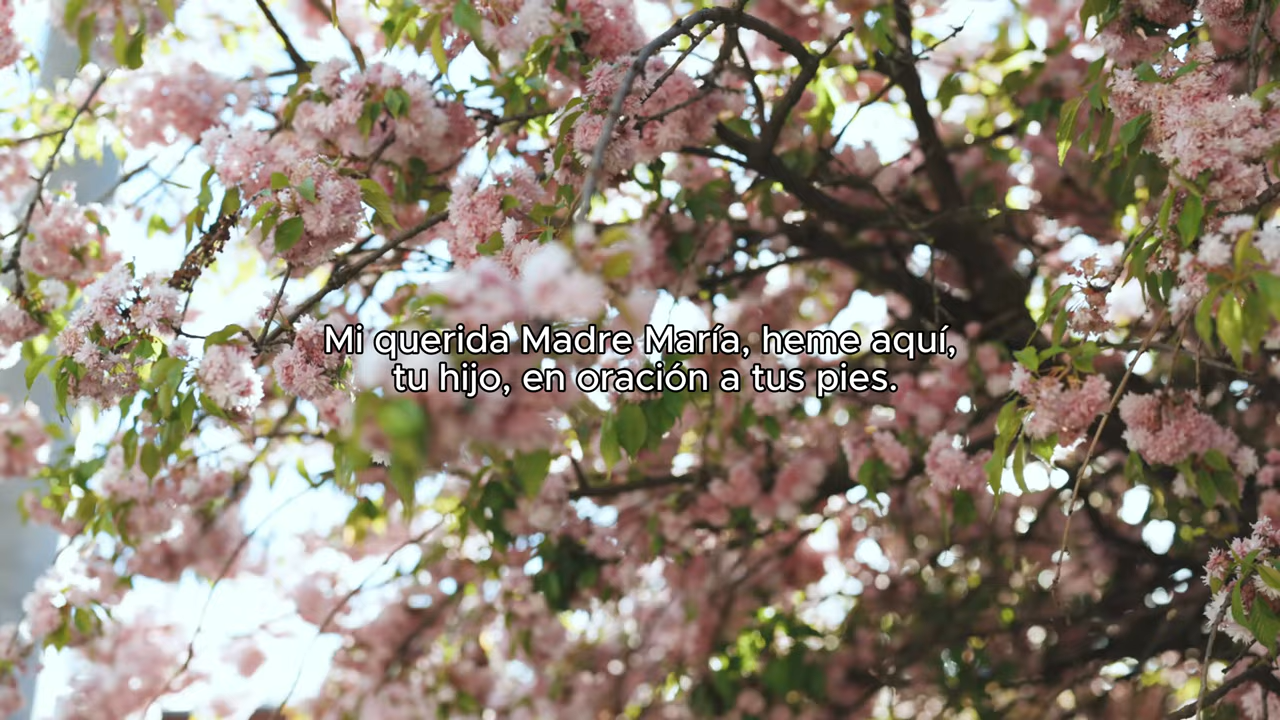 Mi querida Madre María, heme aquí,
tu hijo, en oración a tus pies.